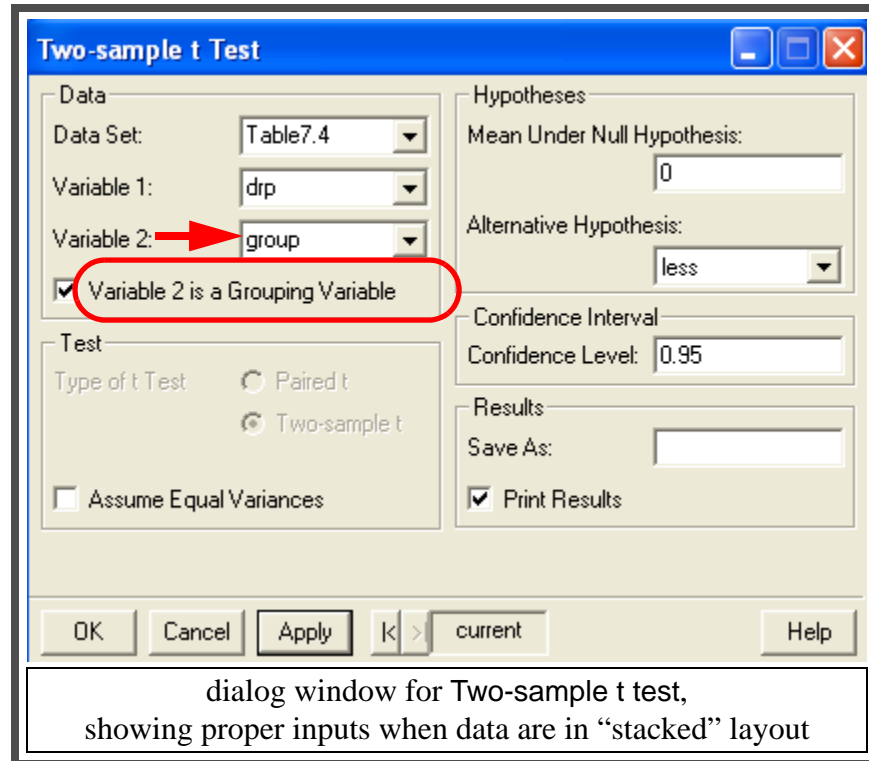 Two-sample t Test
Data
Data Set: Table7.4
Variable 1: drp
Variable 2: group
Variable 2 is a Grouping Variable
Test
Type of t Test Paired t
Two-sample t
Assume Equal Variances
Hypotheses
Mean Under Null Hypothesis:
0
Alternative Hypothesis:
less
Confidence Interval
Confidence Level: 0.95
Results
Save As:
Print Results
OK Cancel Apply |< >| current Help
dialog window for Two-sample t test,
showing proper inputs when data are in “stacked” layout